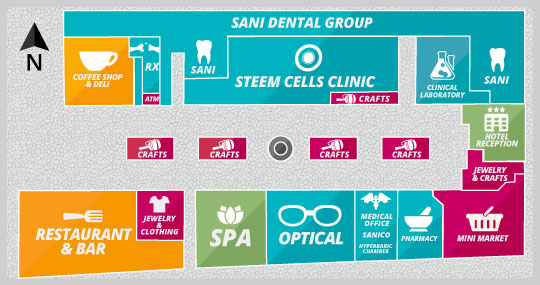 SANI DENTAL GROUP
N
COFFEE SHOP
& DELI
RX
ATM
SANI
STEEM CELLS CLINIC
CRAFTS
CLINICAL
LABORATORY
SANI
HOTEL
RECEPTION
CRAFTS
CRAFTS
CRAFTS
CRAFTS
JEWELRY
& CRAFTS
RESTAURANT
& BAR
JEWELRY
&
CLOTHING
SPA
OPTICAL
MEDICAL
OFFICE
SANICO
HYPERBARIC
CHAMBER
PHARMACY
MINI MARKET